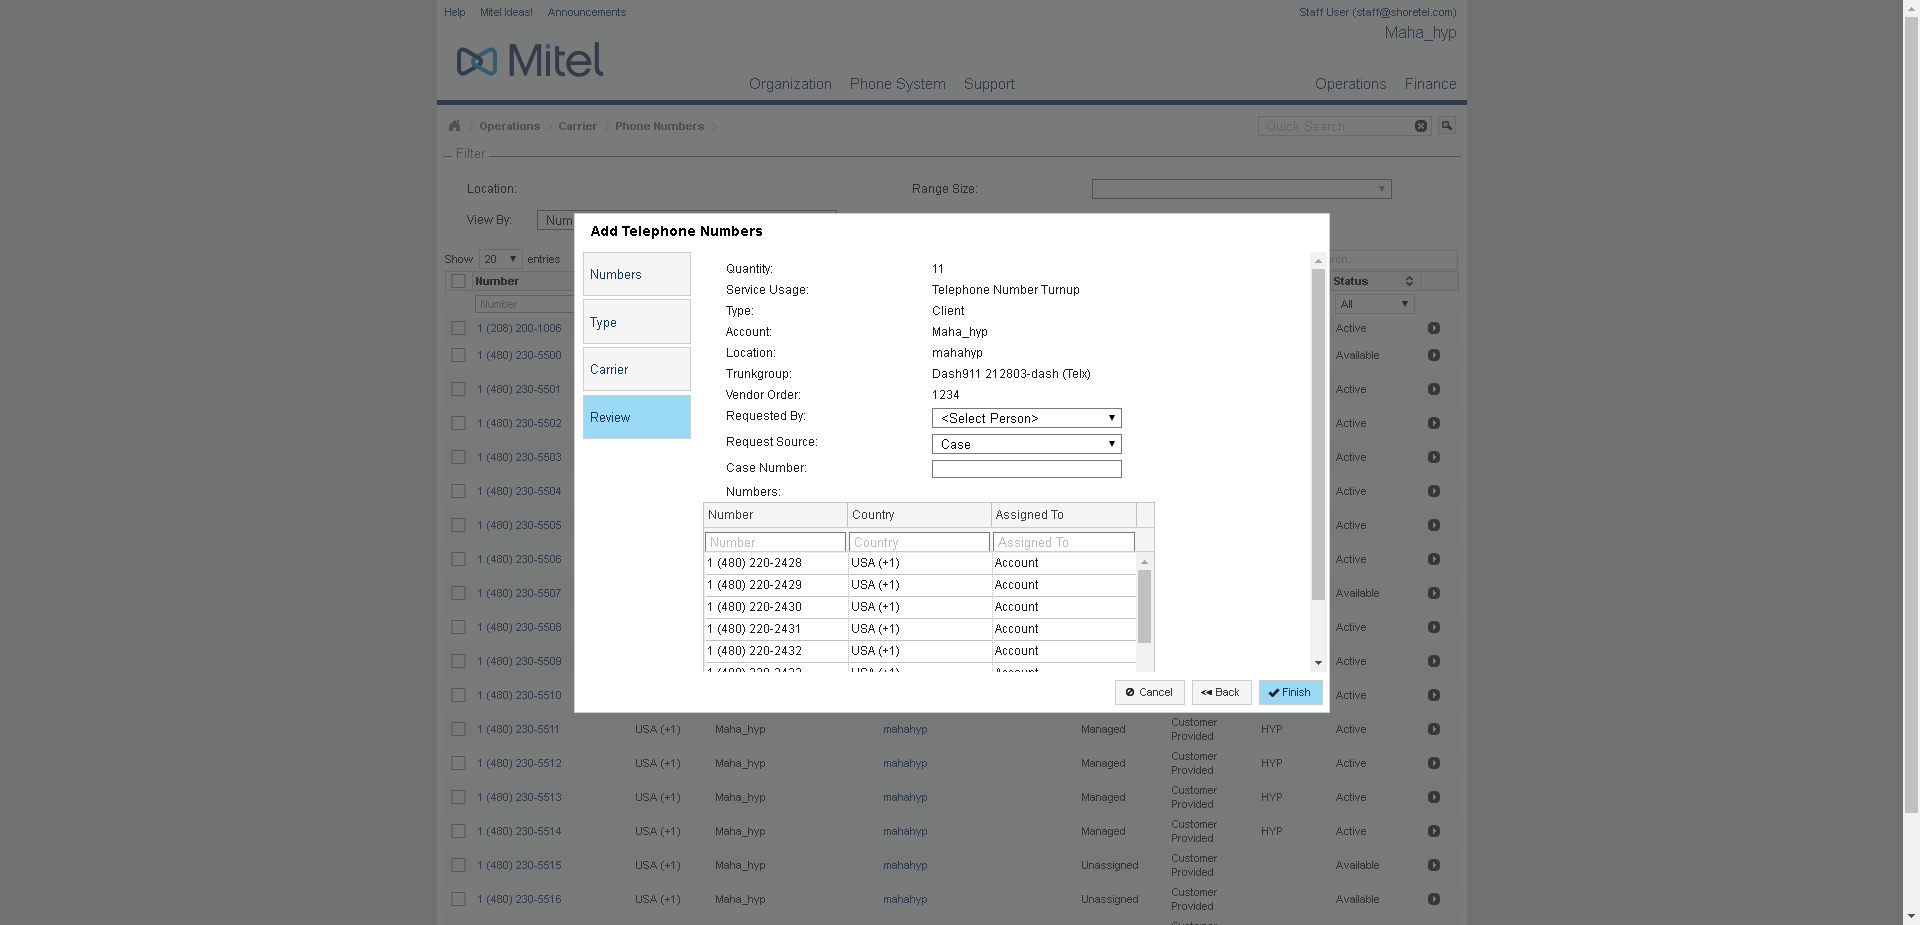 Help Mitel Ideas! Announcements Staff User (staff@shoretel.com)
Maha_hyp
Mitel
Organization Phone System Support Operations Finance
Operations Carrier Phone Numbers Quick Search
Filter
Location: Range Size:
View By: Num
Show 20 entries
Number Status
Number All
1 (208) 200-1006 Active
1 (480) 230-5500 Available
1 (480) 230-5501 Active
1 (480) 230-5502 Active
1 (480) 230-5503 Active
1 (480) 230-5504 Active
1 (480) 230-5505 Active
1 (480) 230-5506 Active
1 (480) 230-5507 Available
1 (480) 230-5508 Active
1 (480) 230-5509 Active
1 (480) 230-5510 Active
Add Telephone Numbers
Numbers
Type
Carrier
Review
Quantity: 11
Service Usage: Telephone Number Turnup
Type: Client
Account: Maha_hyp
Location: mahahyp
Trunkgroup: Dash911 212803-dash (Telx)
Vendor Order: 1234
Requested By: <Select Person>
Request Source: Case
Case Number:
Numbers:
Number Country Assigned To
Number Country Assigned To
1 (480) 220-2428 USA (+1) Account
1 (480) 220-2429 USA (+1) Account
1 (480) 220-2430 USA (+1) Account
1 (480) 220-2431 USA (+1) Account
1 (480) 220-2432 USA (+1) Account
Cancel Back Finish
1 (480) 230-5511 USA (+1) Maha_hyp mahahyp Managed Customer Provided HYP Active
1 (480) 230-5512 USA (+1) Maha_hyp mahahyp Managed Customer Provided HYP Active
1 (480) 230-5513 USA (+1) Maha_hyp mahahyp Managed Customer Provided HYP Active
1 (480) 230-5514 USA (+1) Maha_hyp mahahyp Managed Customer Provided HYP Active
1 (480) 230-5515 USA (+1) Maha_hyp mahahyp Unassigned Customer Provided Available
1 (480) 230-5516 USA (+1) Maha_hyp mahahyp Unassigned Customer Provided Available